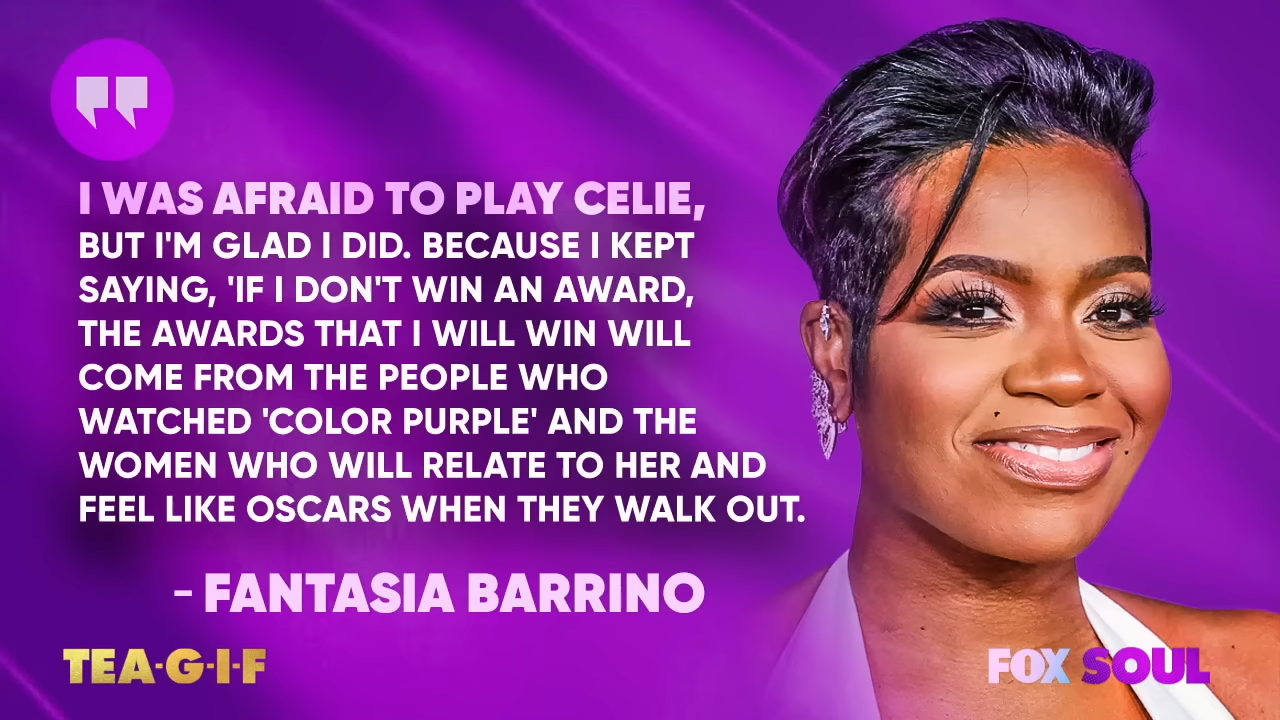 I WAS AFRAID TO PLAY CELIE,
BUT I'M GLAD I DID. BECAUSE I KEPT
SAYING, 'IF I DON'T WIN AN AWARD,
THE AWARDS THAT I WILL WIN WILL
COME FROM THE PEOPLE WHO
WATCHED 'COLOR PURPLE' AND THE
WOMEN WHO WILL RELATE TO HER AND
FEEL LIKE OSCARS WHEN THEY WALK OUT.
- FANTASIA BARRINO
TEA·G·I·F
FOX SOUL